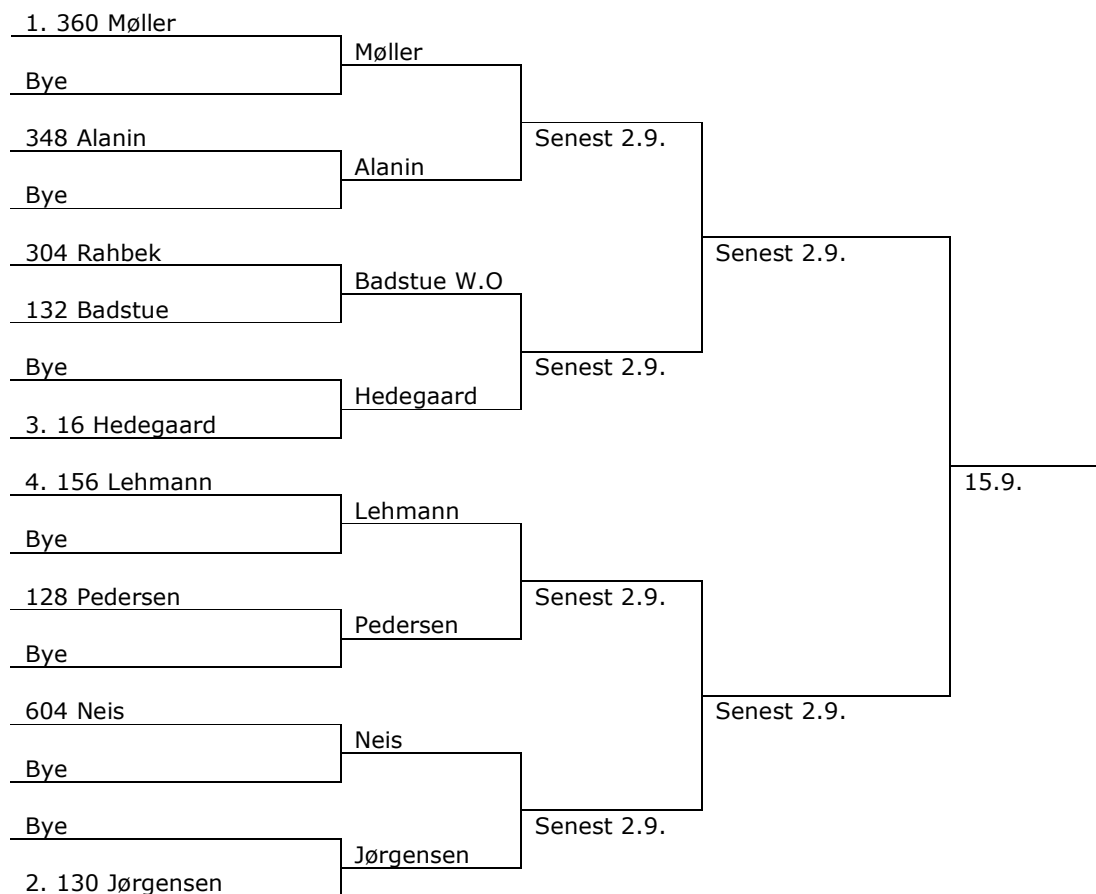 1. 360 Møller
Bye
348 Alanin
Bye
304 Rahbek
132 Badstue
Bye
3. 16 Hedegaard
4. 156 Lehmann
Bye
128 Pedersen
Bye
604 Neis
Bye
Bye
2. 130 Jørgensen
Møller
Alanin
Badstue W.O
Hedegaard
Lehmann
Pedersen
Neis
Jørgensen
Senest 2.9.
Senest 2.9.
Senest 2.9.
Senest 2.9.
Senest 2.9.
Senest 2.9.
15.9.